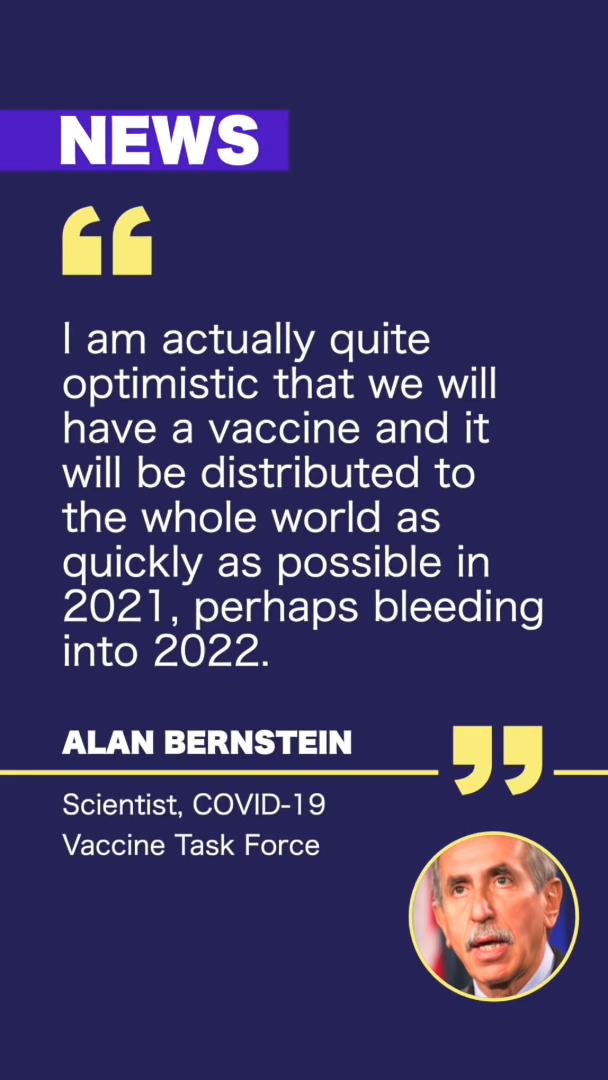 NEWS
“
I am actually quite
optimistic that we will
have a vaccine and it
will be distributed to
the whole world as
quickly as possible in
2021, perhaps bleeding
into 2022.
”
ALAN BERNSTEIN
Scientist, COVID-19
Vaccine Task Force